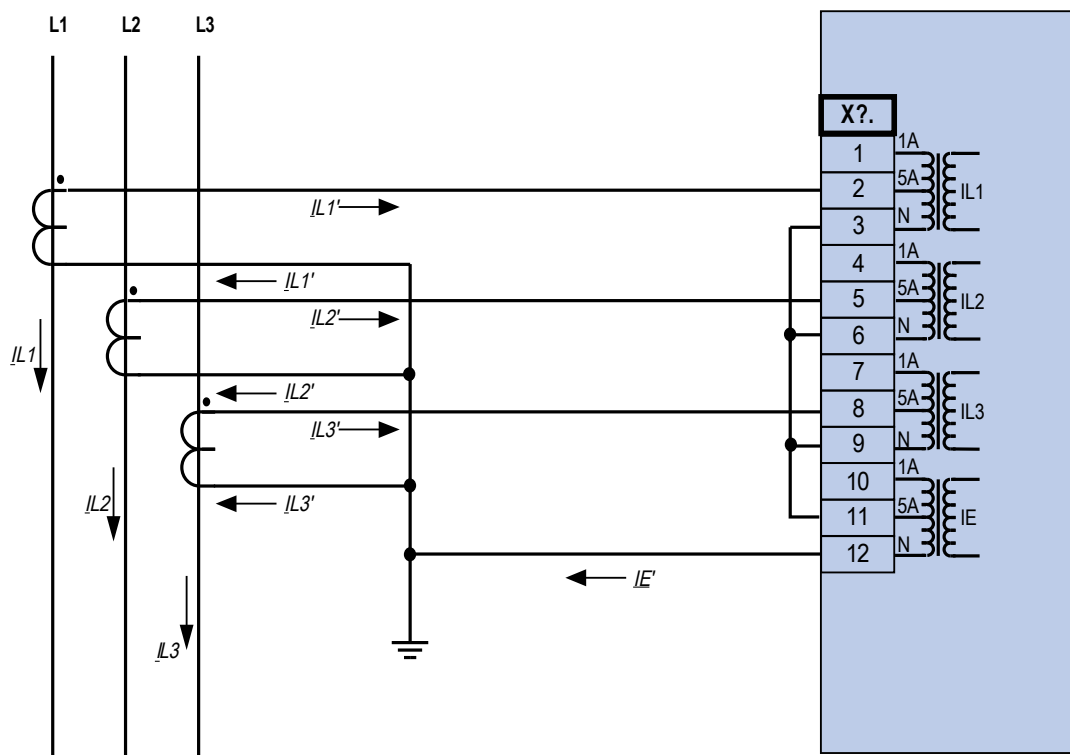 L1 L2 L3
X?.
1 1A
2 5A IL1
3 N
IL1'
IL1'
4 1A
5 5A IL2
6 N
IL2'
IL1
IL2'
7 1A
8 5A IL3
9 N
IL3'
IL2
IL3'
10 1A
11 5A IE
12 N
IE'
IL3